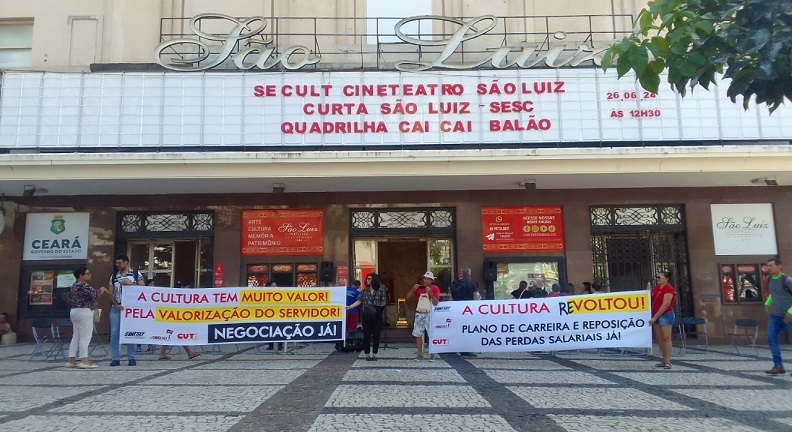 São Luiz
SECULT CINETEATRO SÃO LUIZ
CURTA SÃO LUIZ - SESC
QUADRILHA CAI CAI BALÃO
26.06.24
ÀS 12H30
CEARÁ
GOVERNO DO ESTADO
ARTE
CULTURA
MEMÓRIA
PATRIMÔNIO
São Luiz
São Luiz
A CULTURA TEM MUITO VALOR!
PELA VALORIZAÇÃO DO SERVIDOR!
NEGOCIAÇÃO JÁ!
CUT
A CULTURA REVOLTOU!
PLANO DE CARREIRA E REPOSIÇÃO
DAS PERDAS SALARIAIS JÁ!
CUT